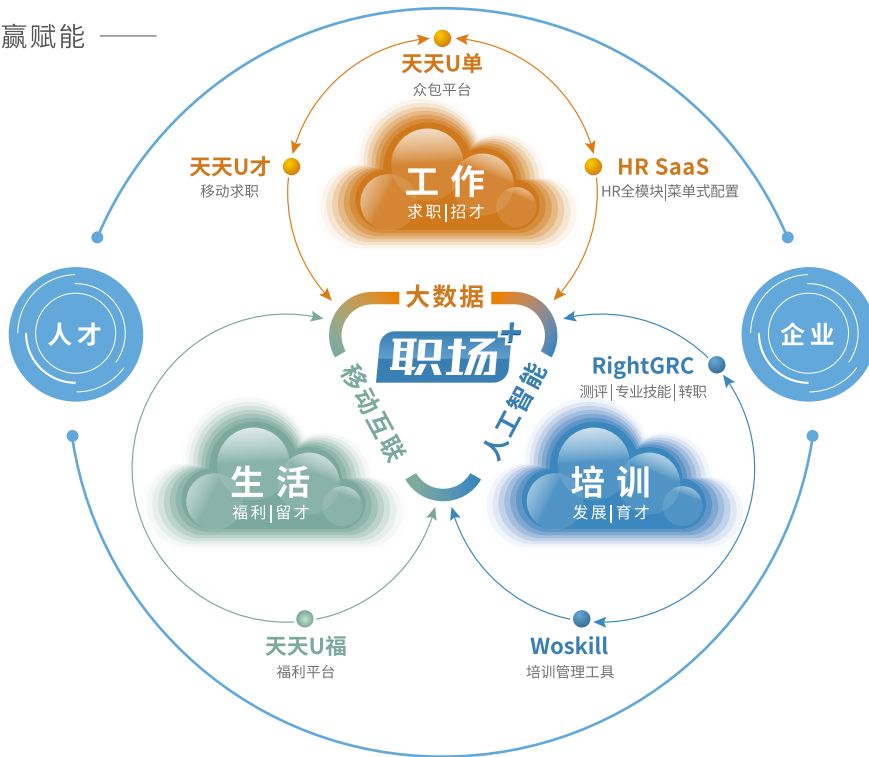 赢赋能
天天U单
众包平台
天天U才
移动求职
HR SaaS
HR全模块|菜单式配置
工作
求职|招才
大数据
职场+
移动互联
人工智能
人才
企业
RightGRC
测评|专业技能|转职
生活
福利|留才
培训
发展|育才
天天U福
福利平台
Woskill
培训管理工具